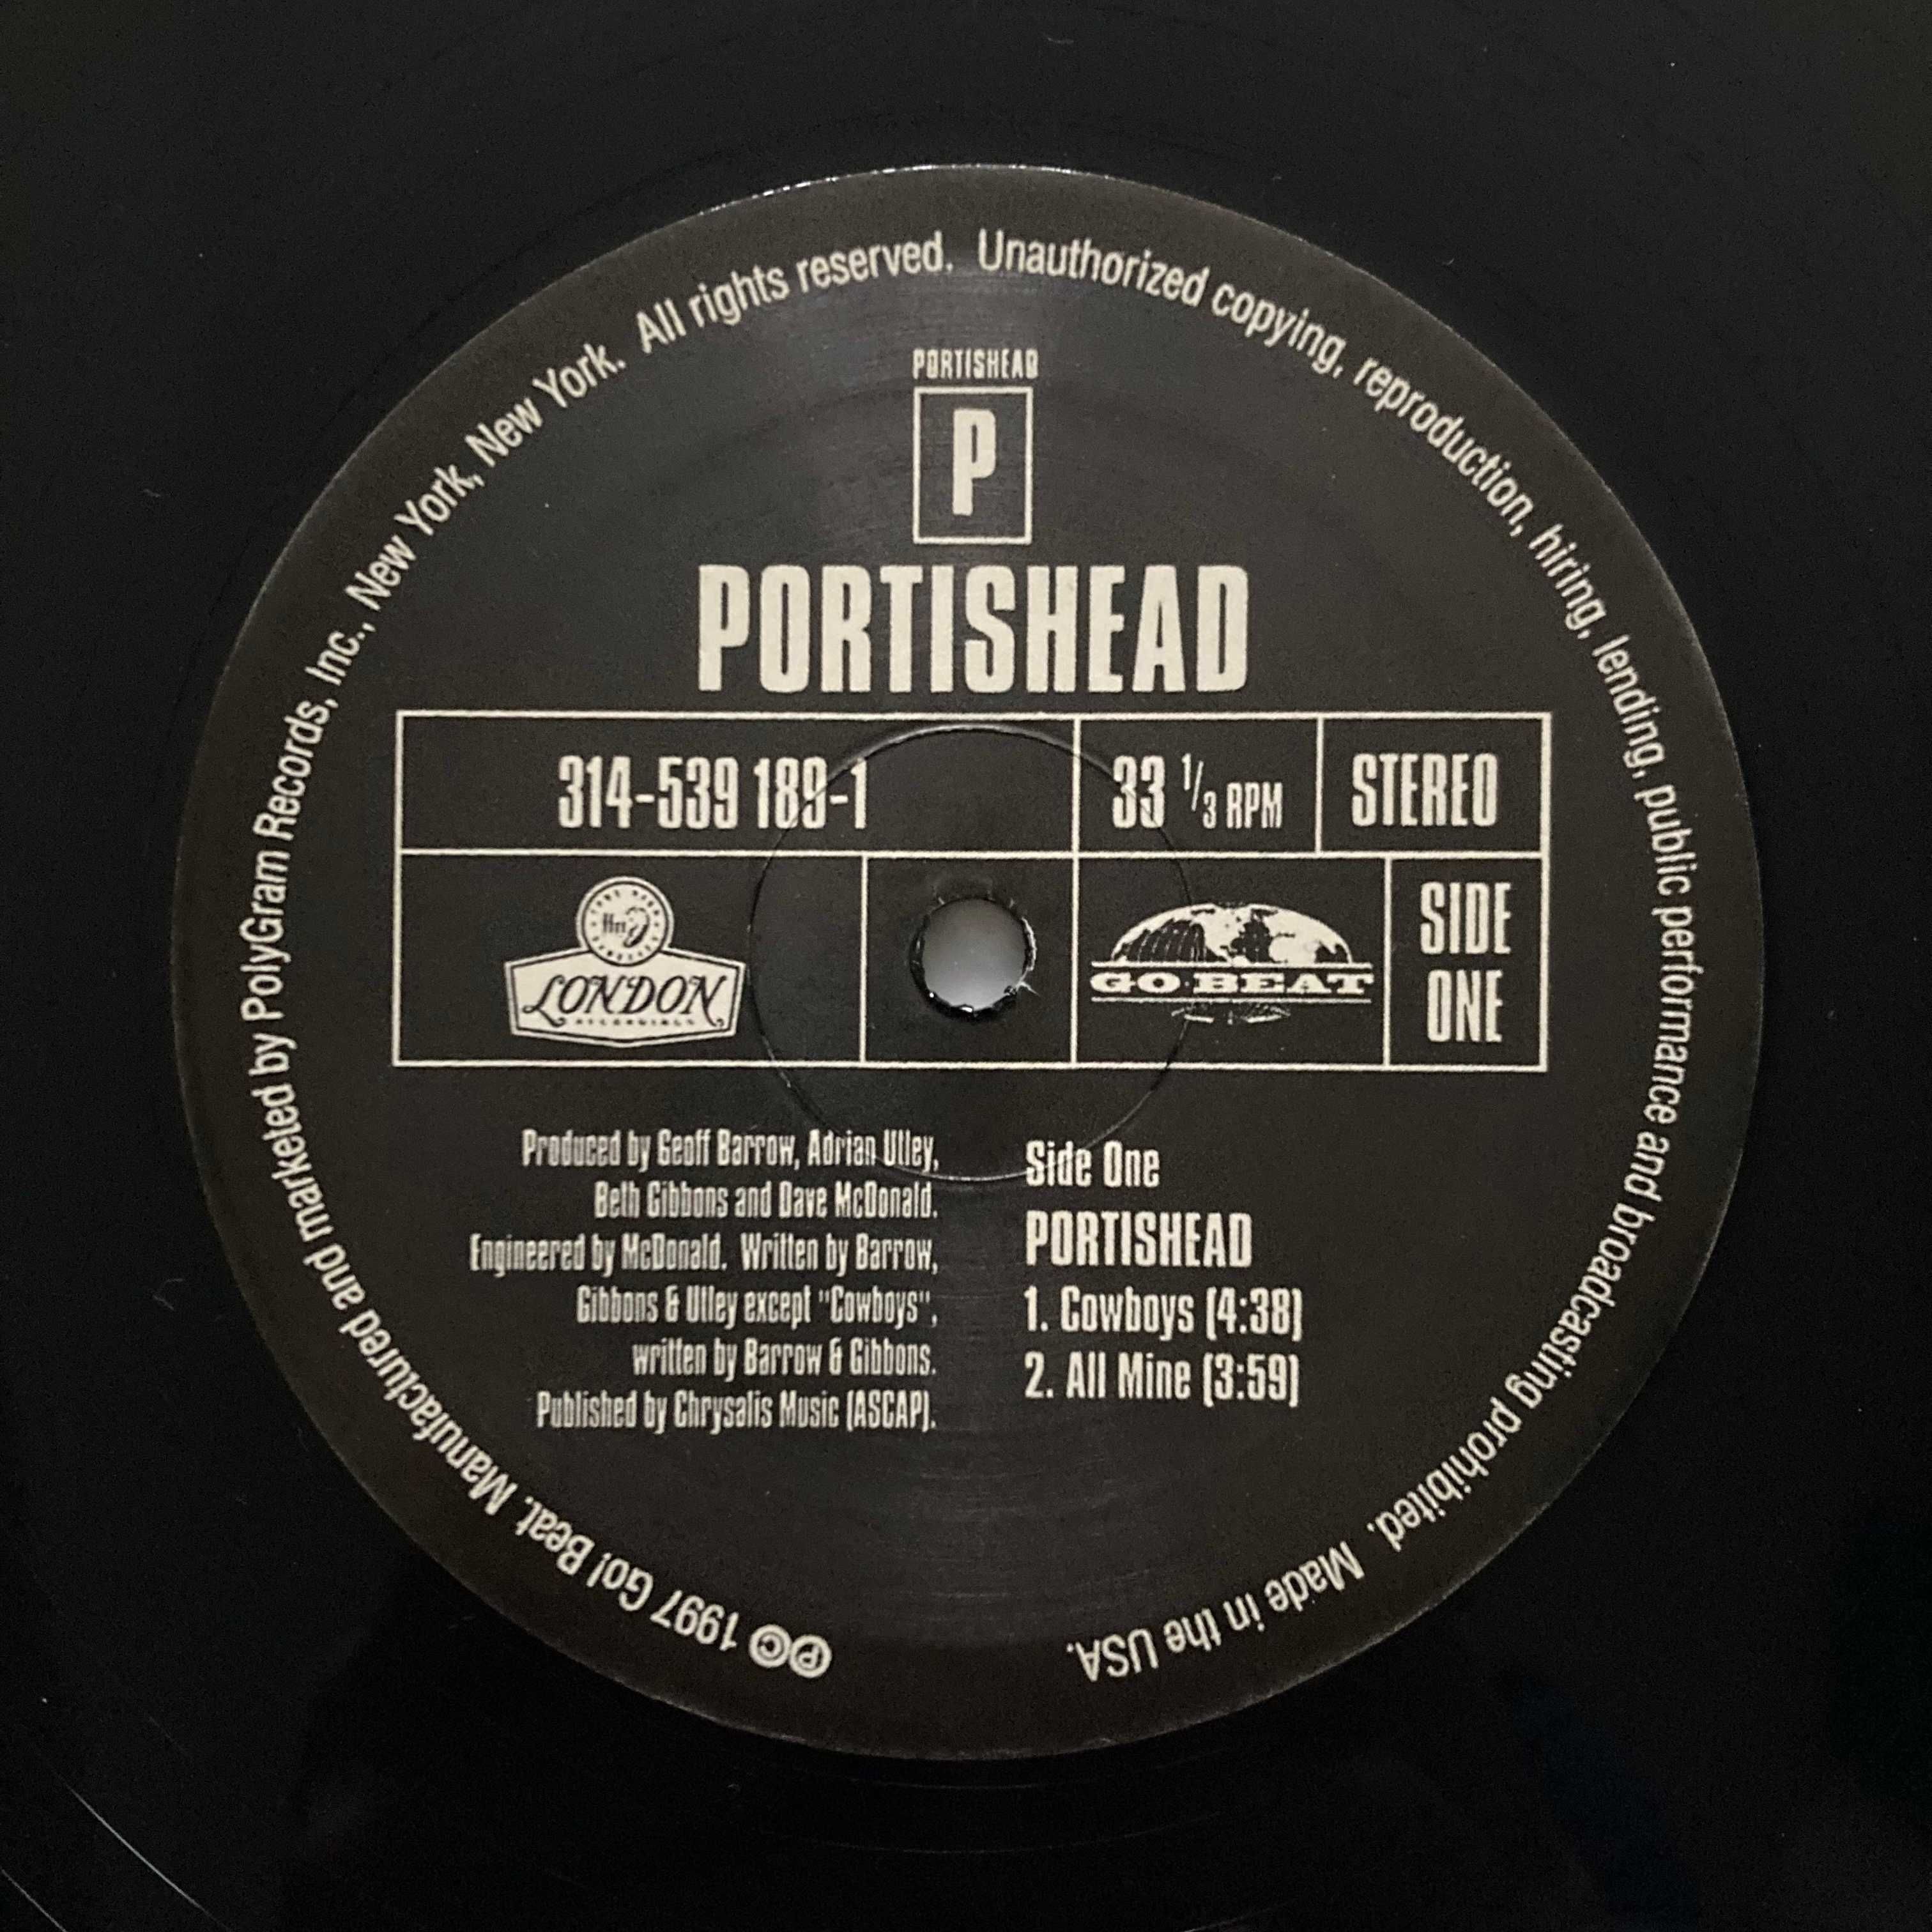 PORTISHEAD
P
PORTISHEAD
314-539 189-1
33 1/3 RPM
STEREO
LONDON
RECORDINGS
GO·BEAT
SIDE
ONE
Produced by Geoff Barrow, Adrian Utley,
Beth Gibbons and Dave McDonald.
Engineered by McDonald. Written by Barrow,
Gibbons & Utley except "Cowboys",
written by Barrow & Gibbons.
Published by Chrysalis Music (ASCAP).
Side One
PORTISHEAD
1. Cowboys (4:38)
2. All Mine (3:59)
℗© 1997 Go! Beat. Manufactured and marketed by PolyGram Records, Inc., New York, New York. All rights reserved. Unauthorized copying, reproduction, hiring, lending, public performance and broadcasting prohibited. Made in the USA.